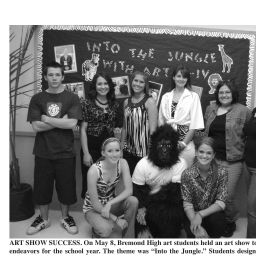 INTO THE JUNGLE
WITH ART
ART SHOW SUCCESS. On May 8, Bremond High art students held an art show to
endeavors for the school year. The theme was “Into the Jungle.” Students design